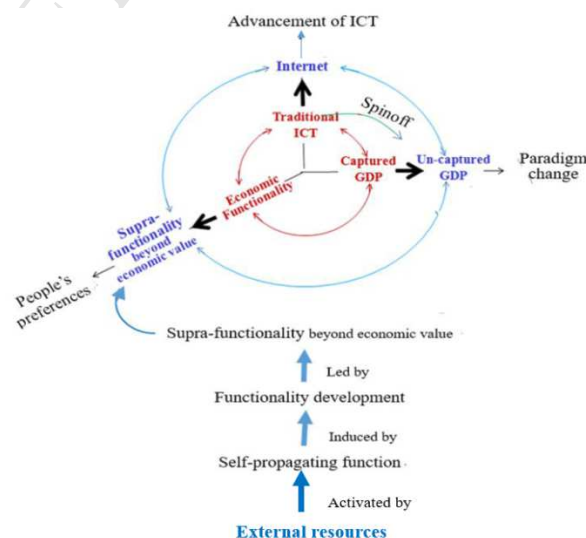 Advancement of ICT
Internet
Traditional
ICT
Spinoff
Captured
GDP
Un-captured
GDP
Paradigm
change
Economic
Functionality
Supra-
functionality
beyond
economic value
People's
preferences
Supra-functionality beyond economic value
Led by
Functionality development
Induced by
Self-propagating function
Activated by
External resources